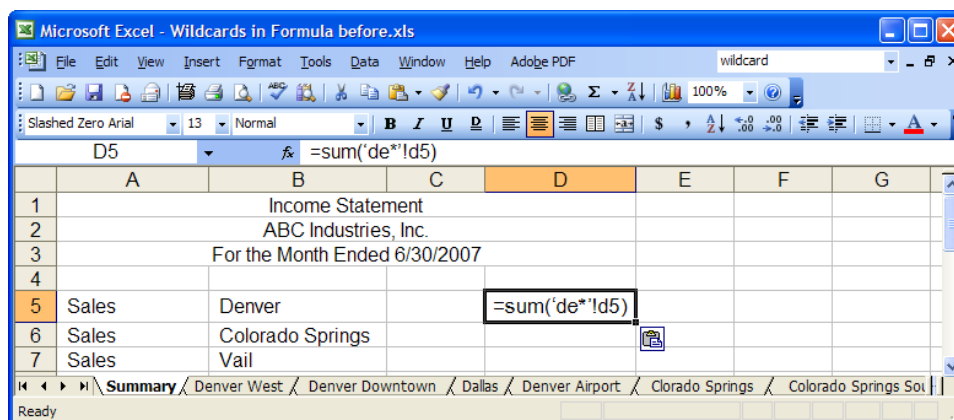 Microsoft Excel - Wildcards in Formula before.xls
File Edit View Insert Format Tools Data Window Help Adobe PDF wildcard
ABC Σ A Z 100%
Slashed Zero Arial 13 Normal B I U D $ , A Z .00 .00 A
D5 fx =sum('de*'!d5)
A B C D E F G
1 Income Statement
2 ABC Industries, Inc.
3 For the Month Ended 6/30/2007
4
5 Sales Denver =sum('de*'!d5)
6 Sales Colorado Springs
7 Sales Vail
Summary Denver West Denver Downtown Dallas Denver Airport Clorado Springs Colorado Springs Sou
Ready